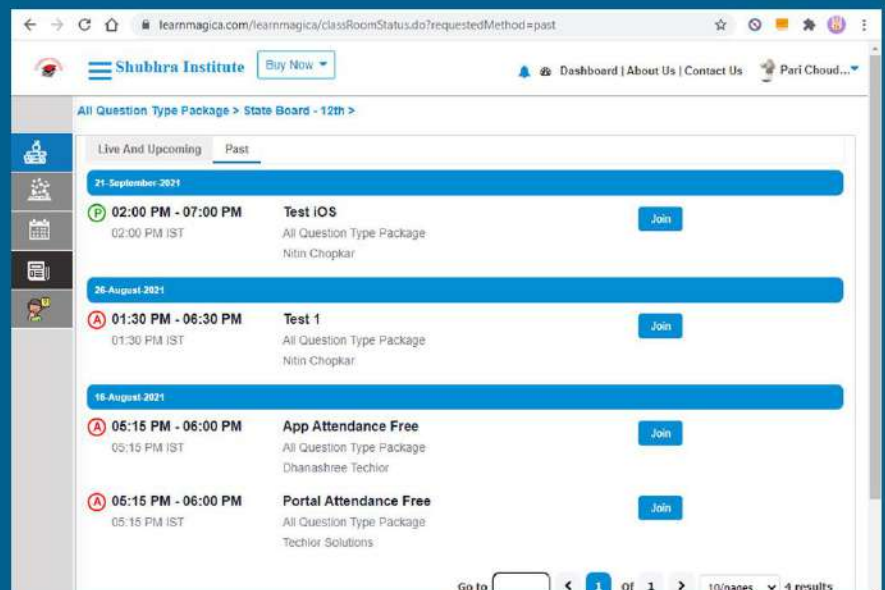 learnmagica.com/learnmagica/classRoomStatus.do?requestedMethod=past
Shubhra Institute Buy Now Dashboard | About Us | Contact Us Pari Choud...
All Question Type Package > State Board - 12th >
Live And Upcoming Past
21-September-2021
P 02:00 PM - 07:00 PM Test iOS Join
02:00 PM IST All Question Type Package
Nitin Chopkar
26-August-2021
A 01:30 PM - 06:30 PM Test 1 Join
01:30 PM IST All Question Type Package
Nitin Chopkar
16-August-2021
A 05:15 PM - 06:00 PM App Attendance Free Join
05:15 PM IST All Question Type Package
Dhanashree Techior
A 05:15 PM - 06:00 PM Portal Attendance Free Join
05:15 PM IST All Question Type Package
Techior Solutions
Go to < 1 Of 1 > 10/pages 4 results